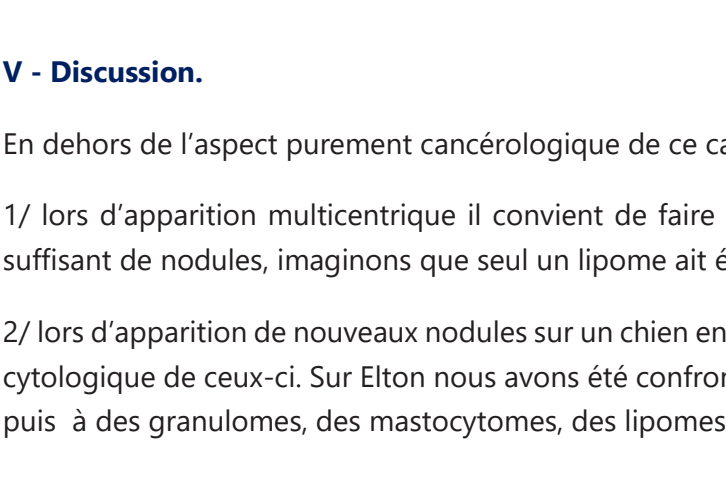 V - Discussion.
En dehors de l’aspect purement cancérologique de ce
1/ lors d’apparition multicentrique il convient de faire
suffisant de nodules, imaginons que seul un lipome ait
2/ lors d’apparition de nouveaux nodules sur un chien en
cytologique de ceux-ci. Sur Elton nous avons été
puis à des granulomes, des mastocytomes, des lipomes